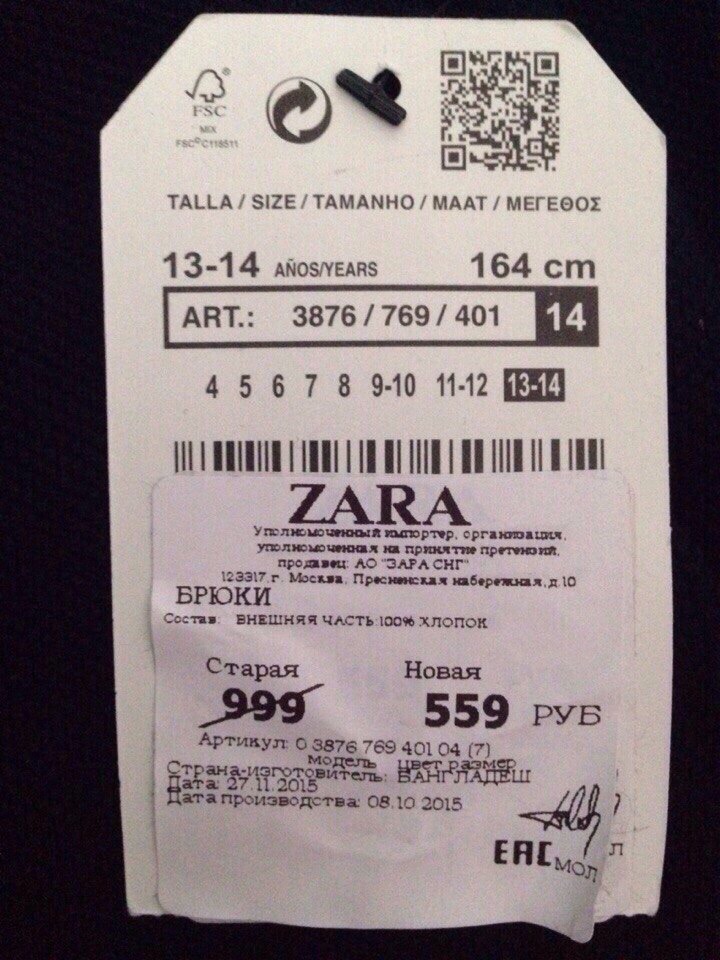 FSC
MIX
FSC® C118511
TALLA / SIZE / TAMANHO / MAAT / ΜΕΓΕΘΟΣ
13-14 AÑOS/YEARS 164 cm
ART.: 3876 / 769 / 401 14
4 5 6 7 8 9-10 11-12 13-14
ZARA
Уполномоченный импортер, организация,
уполномоченная на принятие претензий,
продавец: АО "ЗАРА СНГ"
123317, г. Москва, Пресненская набережная, д.10
БРЮКИ
Состав: ВНЕШНЯЯ ЧАСТЬ:100% ХЛОПОК
Старая Новая
999 559 РУБ
Артикул: 0 3876 769 401 04 (7)
модель цвет размер
Страна-изготовитель: БАНГЛАДЕШ
Дата: 27.11.2015
Дата производства: 08.10 2015
EAC